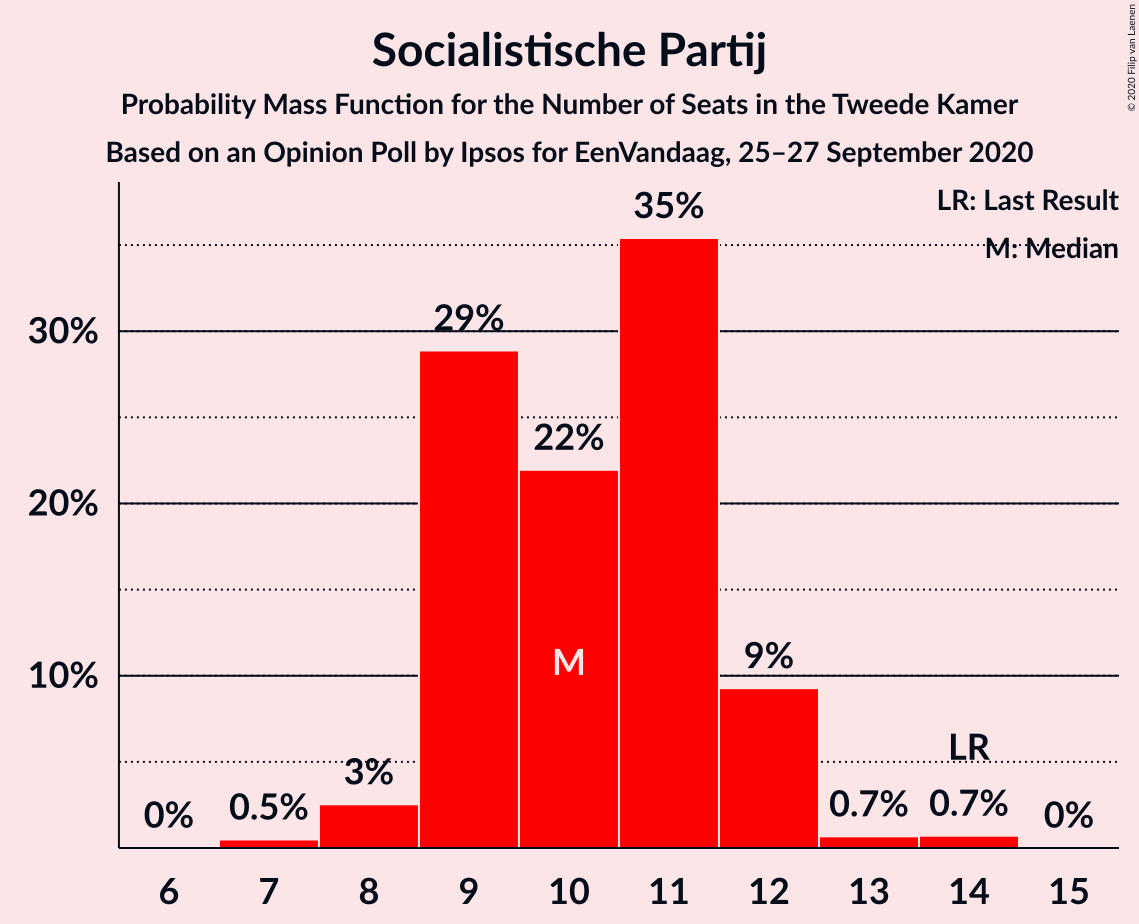 Socialistische Partij
Probability Mass Function for the Number of Seats in the Tweede Kamer
Based on an Opinion Poll by Ipsos for EenVandaag, 25–27 September 2020
© 2020 Filip van Laenen
LR: Last Result
M: Median
35%
29%
22%
9%
3%
0%
0.5%
0.7%
0.7%
0%
LR
M
30%
20%
10%
6 7 8 9 10 11 12 13 14 15